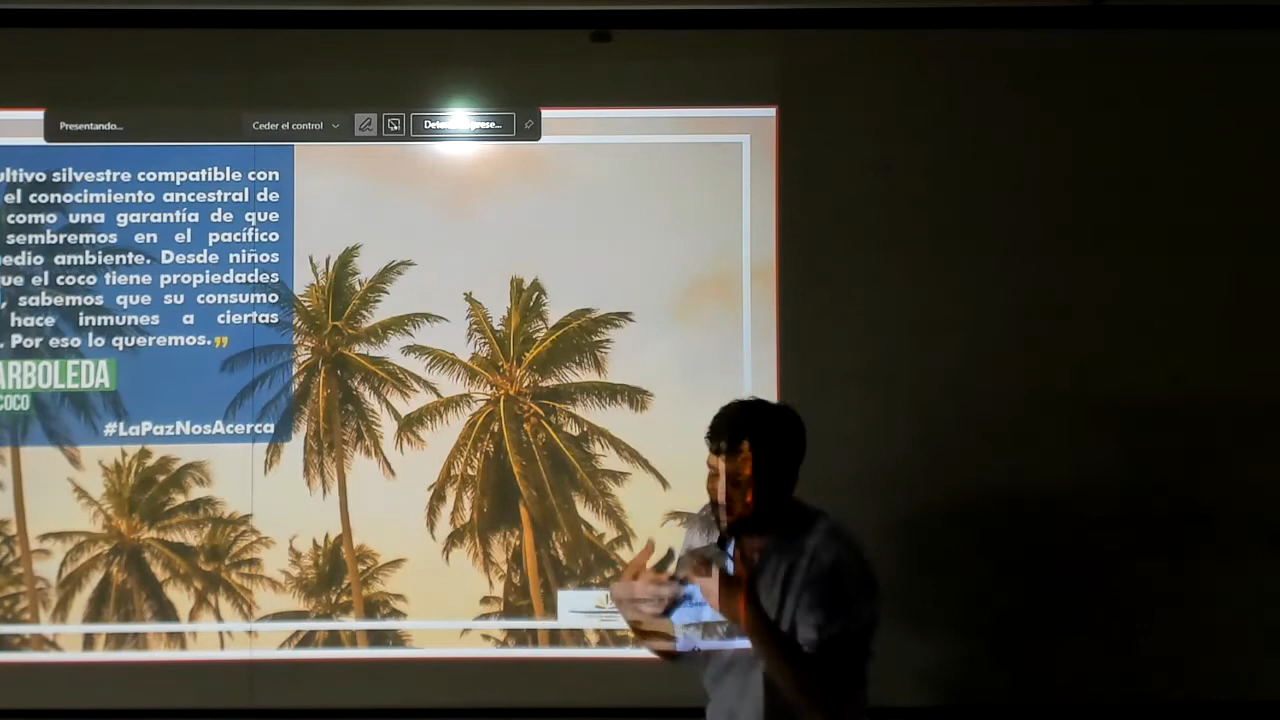 Presentando...
Ceder el control
ultivo silvestre compatible con
el conocimiento ancestral de
como una garantía de que
sembremos en el pacífico
edio ambiente. Desde niños
ue el coco tiene propiedades
, sabemos que su consumo
hace inmunes a ciertas
. Por eso lo queremos.”
ARBOLEDA
COCO
#LaPazNosAcerca